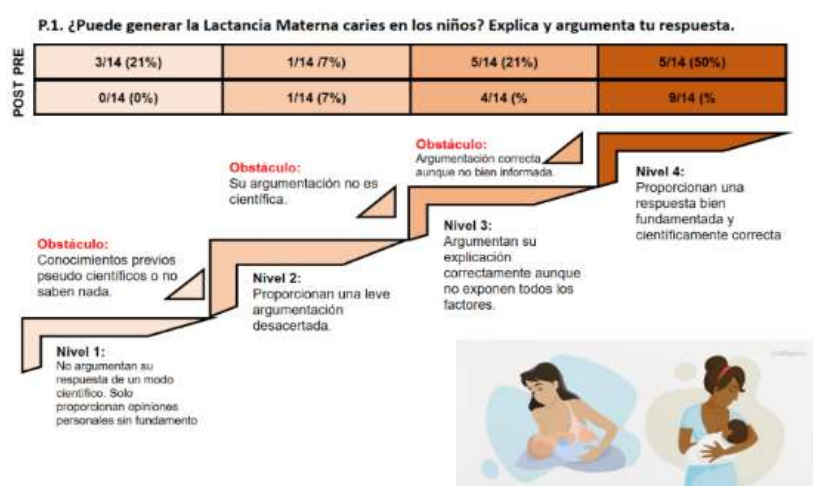 P.1. ¿Puede generar la Lactancia Materna caries en los niños? Explica y argumenta tu respuesta.
POST PRE
3/14 (21%)
1/14 /7%)
5/14 (21%)
5/14 (50%)
0/14 (0%)
1/14 (7%)
4/14 (%
9/14 (%
Obstáculo:
Argumentación correcta
aunque no bien informada.
Obstáculo:
Su argumentación no es
científica.
Obstáculo:
Conocimientos previos
pseudo científicos o no
saben nada.
Nivel 4:
Proporcionan una
respuesta bien
fundamentada y
científicamente correcta
Nivel 3:
Argumentan su
explicación
correctamente aunque
no exponen todos los
factores.
Nivel 2:
Proporcionan una leve
argumentación
desacertada.
Nivel 1:
No argumentan su
respuesta de un modo
científico. Solo
proporcionan opiniones
personales sin fundamento